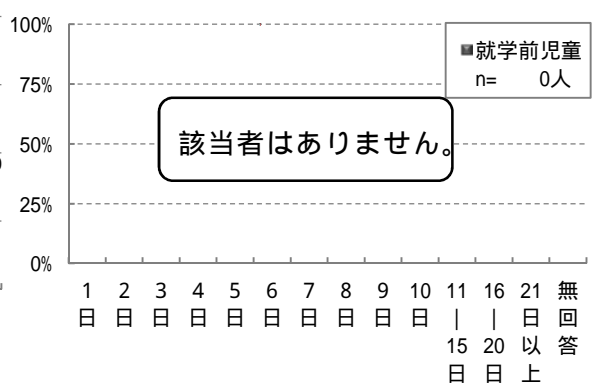 100%
75%
50%
25%
0%
■就学前児童
n= 0人
該当者はありません。
1日
2日
3日
4日
5日
6日
7日
8日
9日
10日
11|15日
16|20日
21日以上
無回答